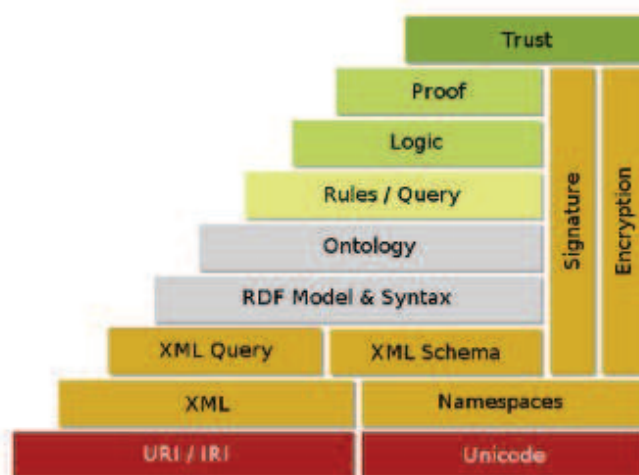 Trust
Proof
Logic
Rules / Query
Ontology
RDF Model & Syntax
Signature
Encryption
XML Query
XML Schema
XML
Namespaces
URI / IRI
Unicode